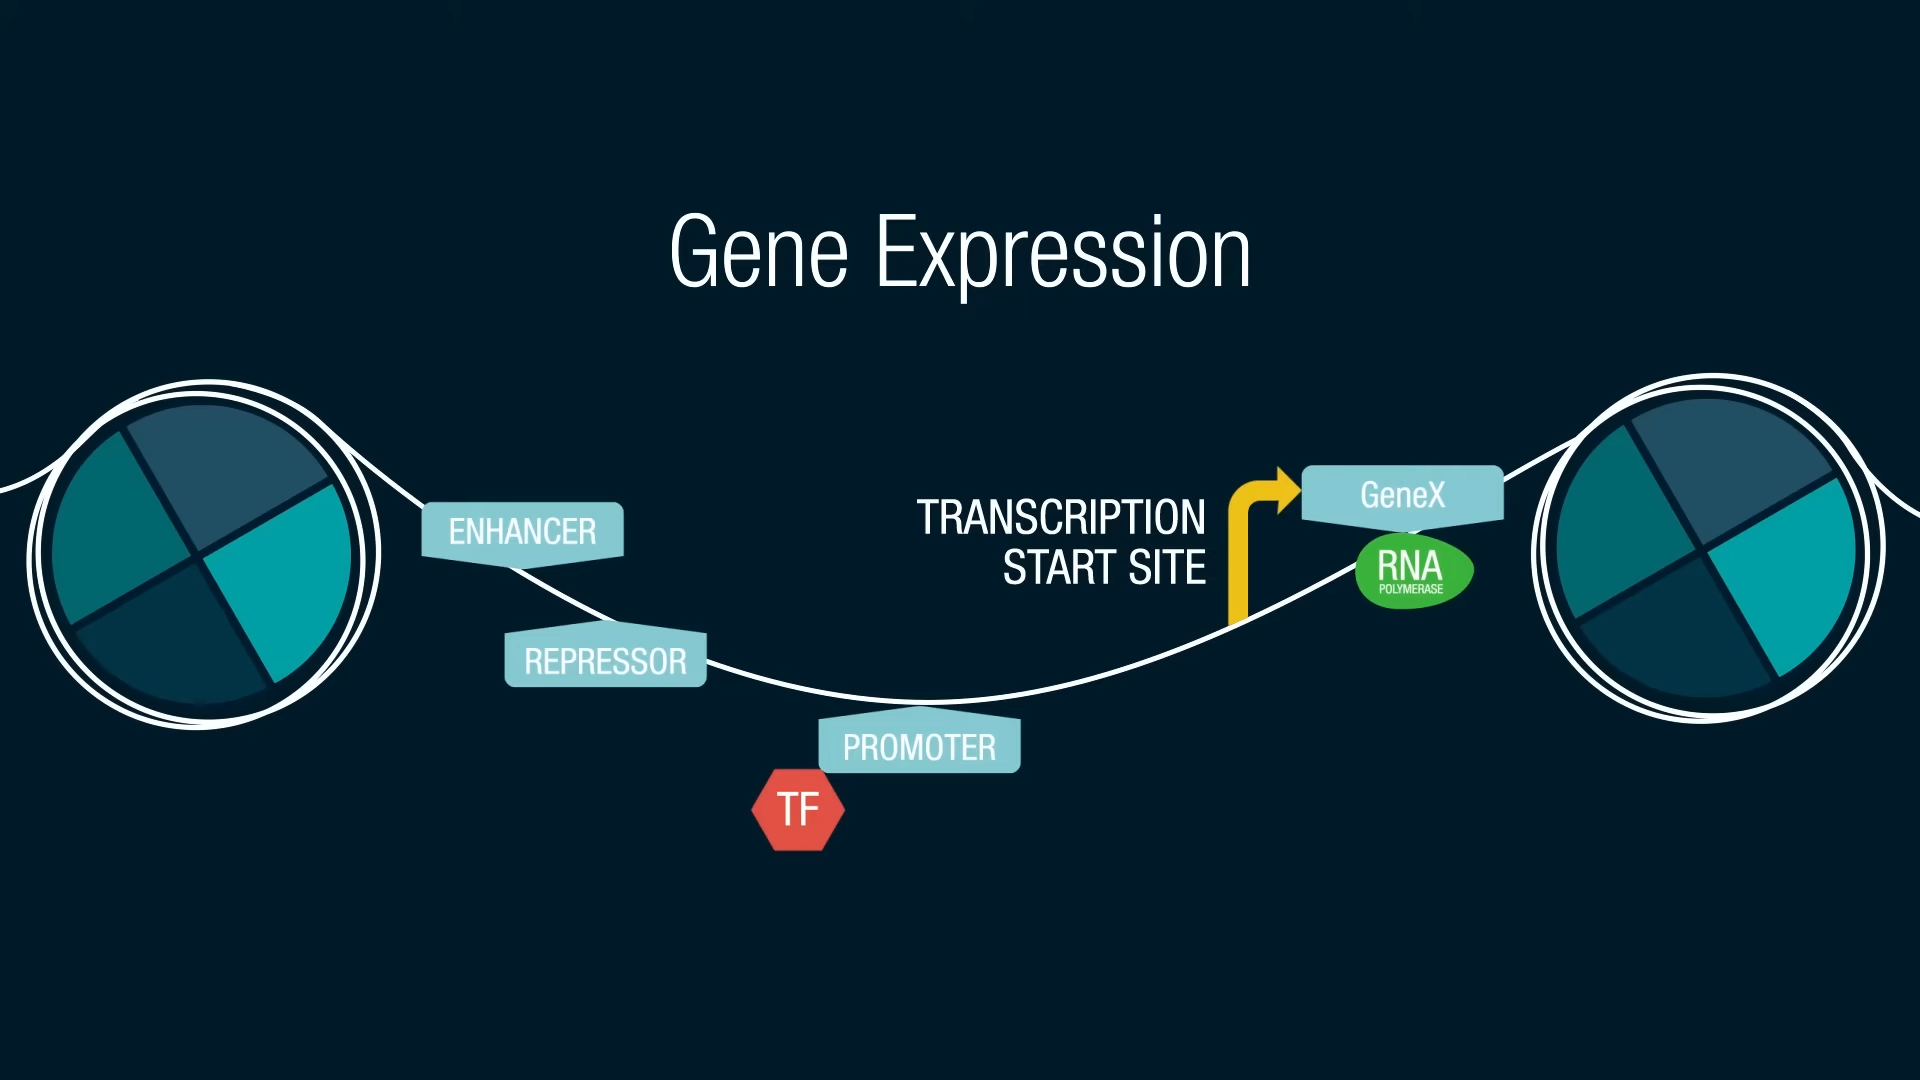 Gene Expression
ENHANCER
REPRESSOR
PROMOTER
TF
TRANSCRIPTION
START SITE
GeneX
RNA
POLYMERASE